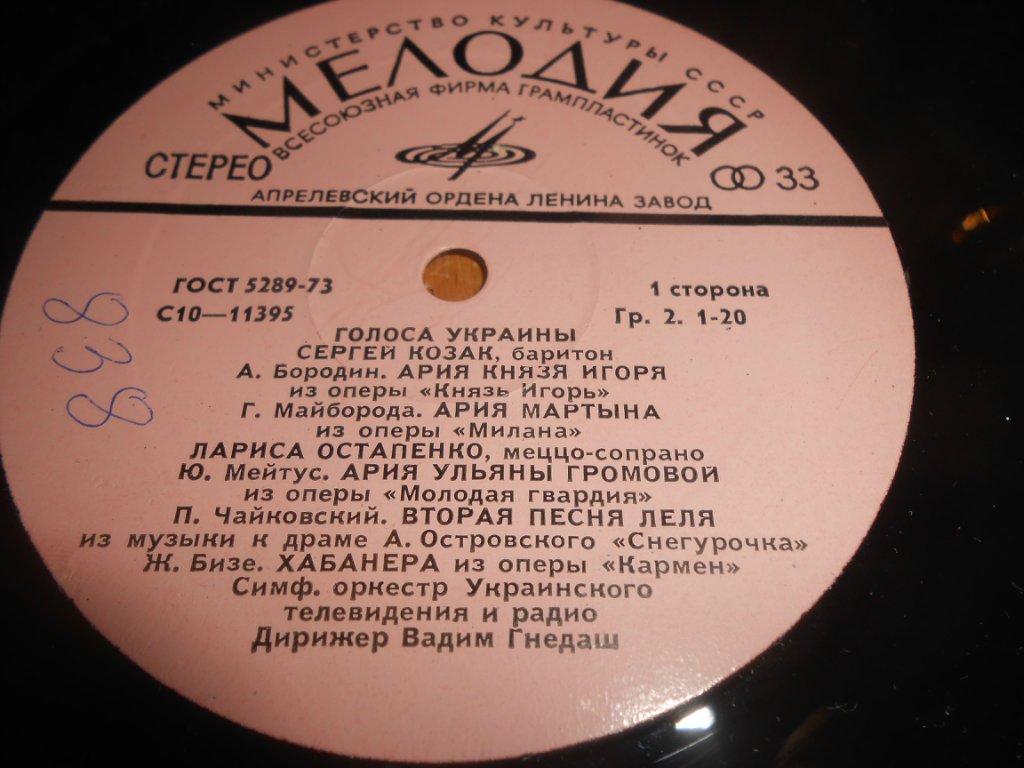 МИНИСТЕРСТВО КУЛЬТУРЫ СССР
МЕЛОДИЯ
ВСЕСОЮЗНАЯ ФИРМА ГРАМПЛАСТИНОК
СТЕРЕО
33
АПРЕЛЕВСКИЙ ОРДЕНА ЛЕНИНА ЗАВОД
ГОСТ 5289-73
1 сторона
С10—11395
Гр. 2. 1-20
838
ГОЛОСА УКРАИНЫ
СЕРГЕЙ КОЗАК, баритон
А. Бородин. АРИЯ КНЯЗЯ ИГОРЯ
из оперы «Князь Игорь»
Г. Майборода. АРИЯ МАРТЫНА
из оперы «Милана»
ЛАРИСА ОСТАПЕНКО, меццо-сопрано
Ю. Мейтус. АРИЯ УЛЬЯНЫ ГРОМОВОЙ
из оперы «Молодая гвардия»
П. Чайковский. ВТОРАЯ ПЕСНЯ ЛЕЛЯ
из музыки к драме А. Островского «Снегурочка»
Ж. Бизе. ХАБАНЕРА из оперы «Кармен»
Симф. оркестр Украинского
телевидения и радио
Дирижер Вадим Гнедаш